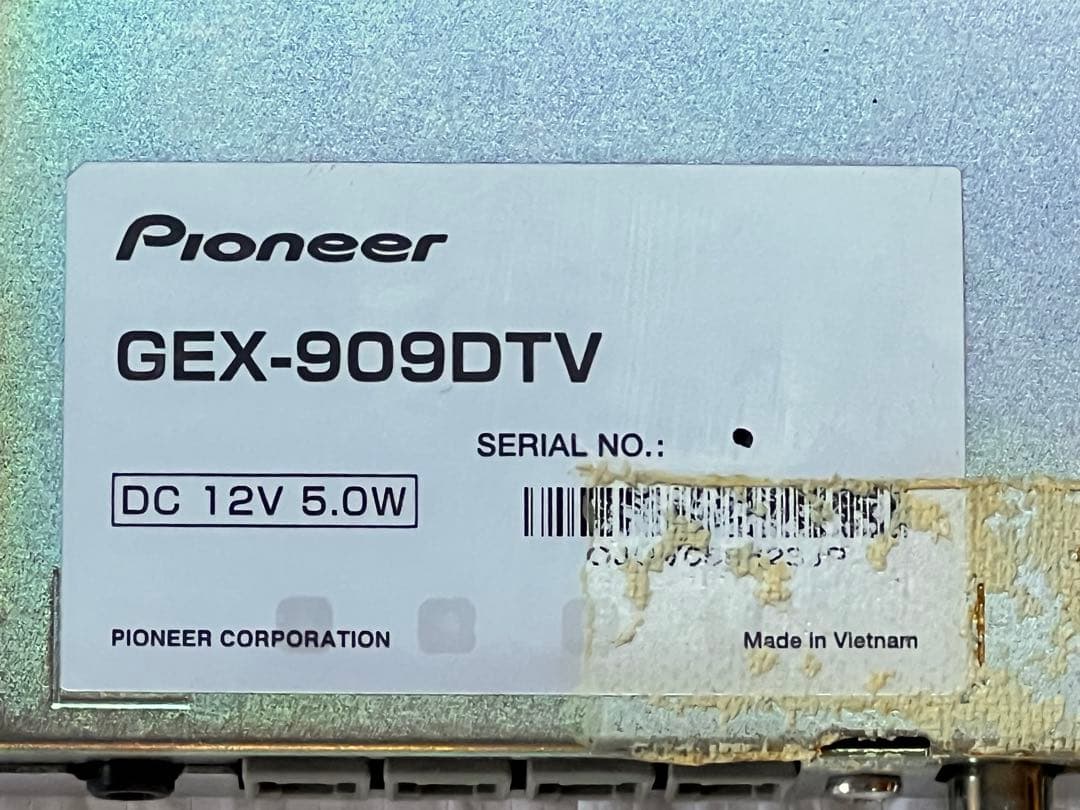 Pioneer
GEX-909DTV
SERIAL NO.:
DC 12V 5.0W
PIONEER CORPORATION
Made in Vietnam